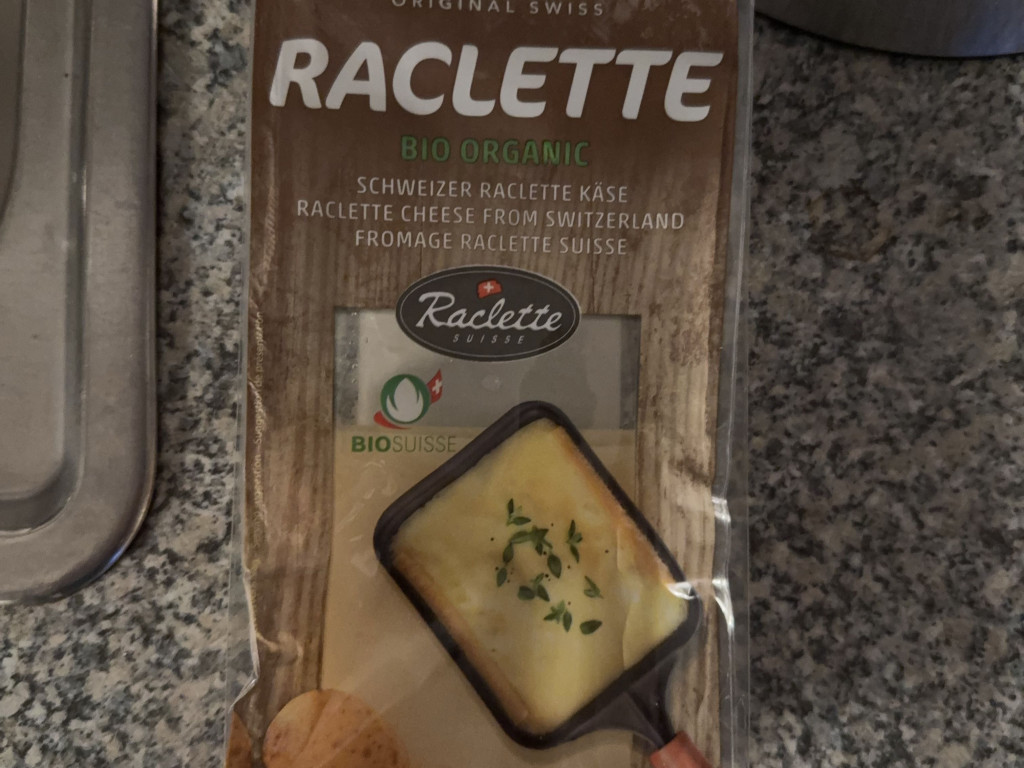 ORIGINAL SWISS
RACLETTE
BIO ORGANIC
SCHWEIZER RACLETTE KÄSE
RACLETTE CHEESE FROM SWITZERLAND
FROMAGE RACLETTE SUISSE
Raclette
SUISSE
BIOSUISSE